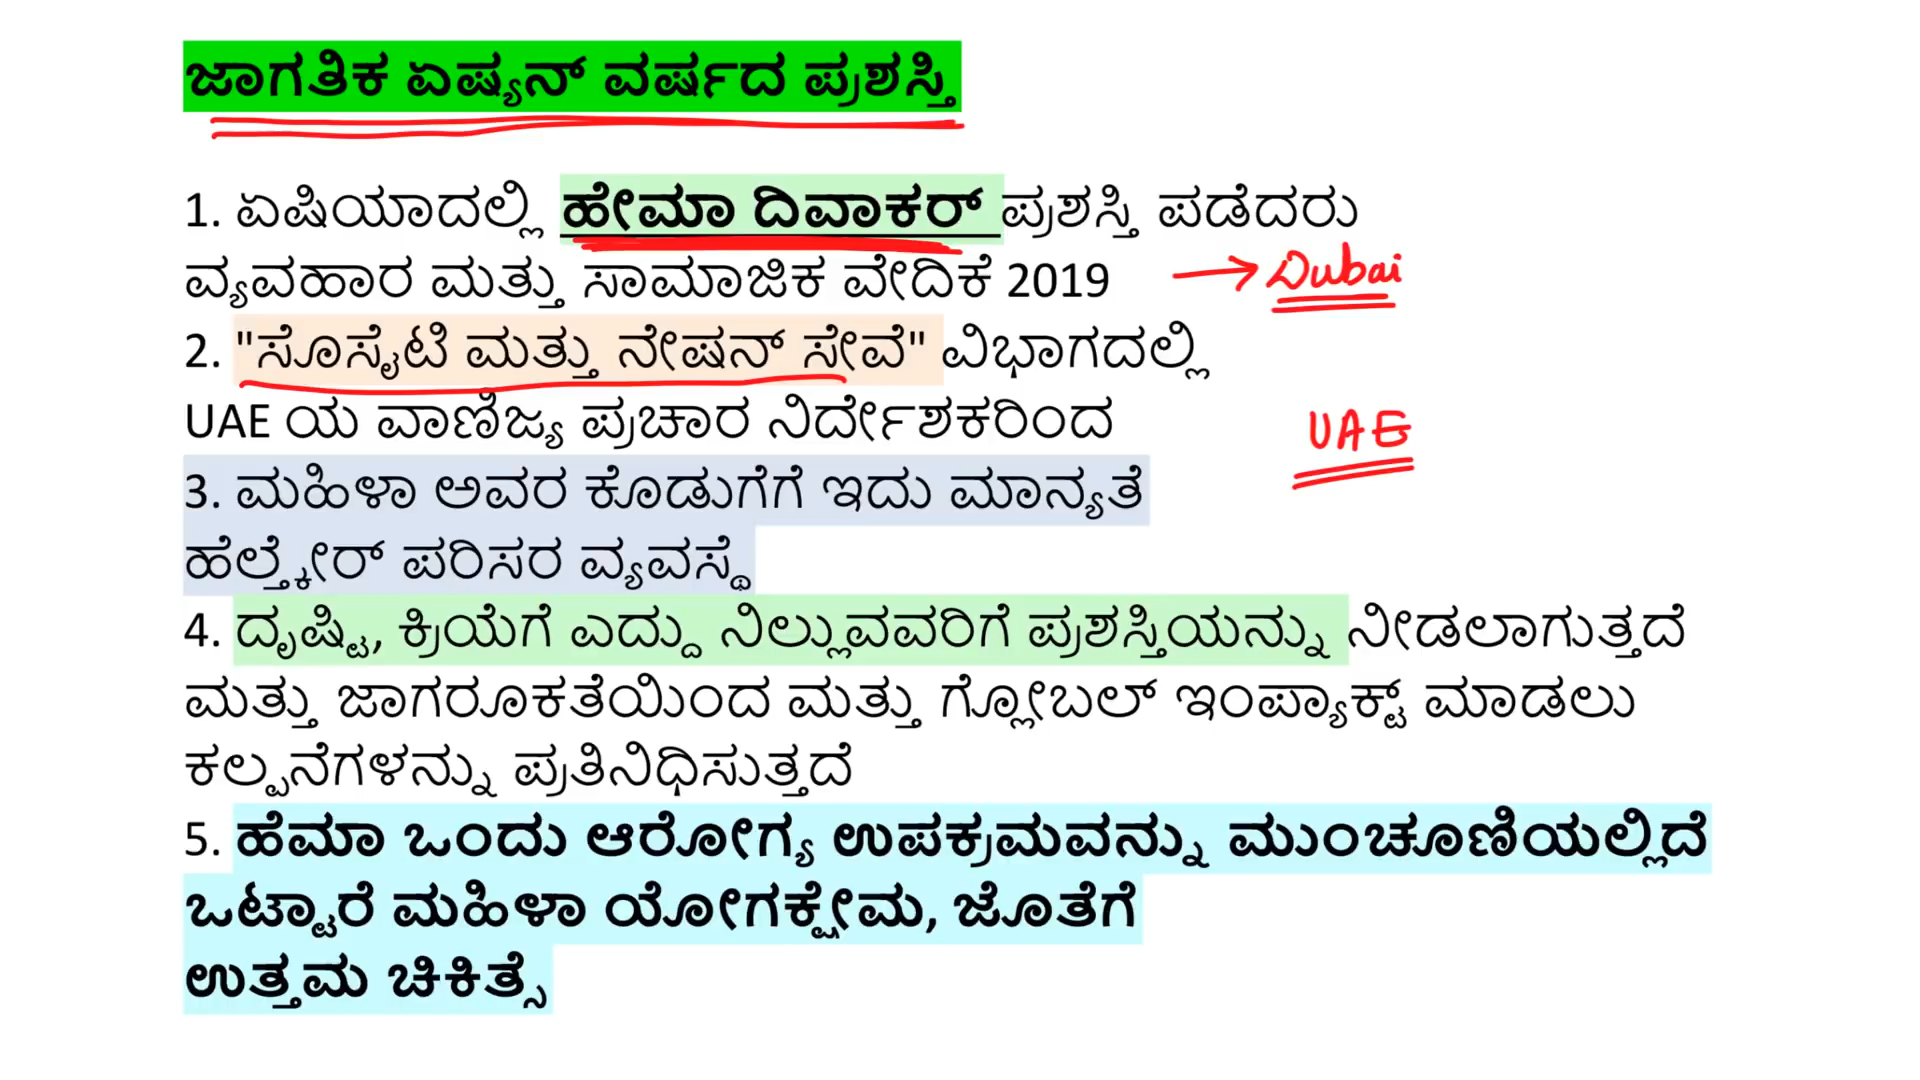 ಜಾಗತಿಕ ಏಷ್ಯನ್ ವರ್ಷದ ಪ್ರಶಸ್ತಿ
1. ಏಷಿಯಾದಲ್ಲಿ ಹೇಮಾ ದಿವಾಕರ್ ಪ್ರಶಸ್ತಿ ಪಡೆದರು
ವ್ಯವಹಾರ ಮತ್ತು ಸಾಮಾಜಿಕ ವೇದಿಕೆ 2019 → Dubai
2. "ಸೊಸೈಟಿ ಮತ್ತು ನೇಷನ್ ಸೇವೆ" ವಿಭಾಗದಲ್ಲಿ
UAE ಯ ವಾಣಿಜ್ಯ ಪ್ರಚಾರ ನಿರ್ದೇಶಕರಿಂದ UAE
3. ಮಹಿಳಾ ಅವರ ಕೊಡುಗೆಗೆ ಇದು ಮಾನ್ಯತೆ
ಹೆಲ್ತ್ಕೇರ್ ಪರಿಸರ ವ್ಯವಸ್ಥೆ
4. ದೃಷ್ಟಿ, ಕ್ರಿಯೆಗೆ ಎದ್ದು ನಿಲ್ಲುವವರಿಗೆ ಪ್ರಶಸ್ತಿಯನ್ನು ನೀಡಲಾಗುತ್ತದೆ
ಮತ್ತು ಜಾಗರೂಕತೆಯಿಂದ ಮತ್ತು ಗ್ಲೋಬಲ್ ಇಂಪ್ಯಾಕ್ಟ್ ಮಾಡಲು
ಕಲ್ಪನೆಗಳನ್ನು ಪ್ರತಿನಿಧಿಸುತ್ತದೆ
5. ಹೆಮಾ ಒಂದು ಆರೋಗ್ಯ ಉಪಕ್ರಮವನ್ನು ಮುಂಚೂಣಿಯಲ್ಲಿದೆ
ಒಟ್ಟಾರೆ ಮಹಿಳಾ ಯೋಗಕ್ಷೇಮ, ಜೊತೆಗೆ
ಉತ್ತಮ ಚಿಕಿತ್ಸೆ